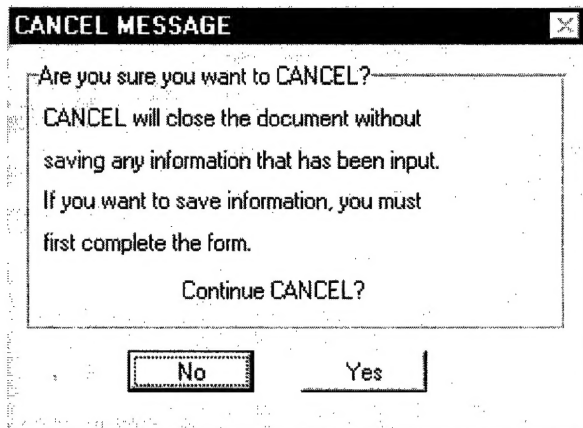 CANCEL MESSAGE
Are you sure you want to CANCEL?
CANCEL will close the document without
saving any information that has been input.
If you want to save information, you must
first complete the form.
Continue CANCEL?
No Yes